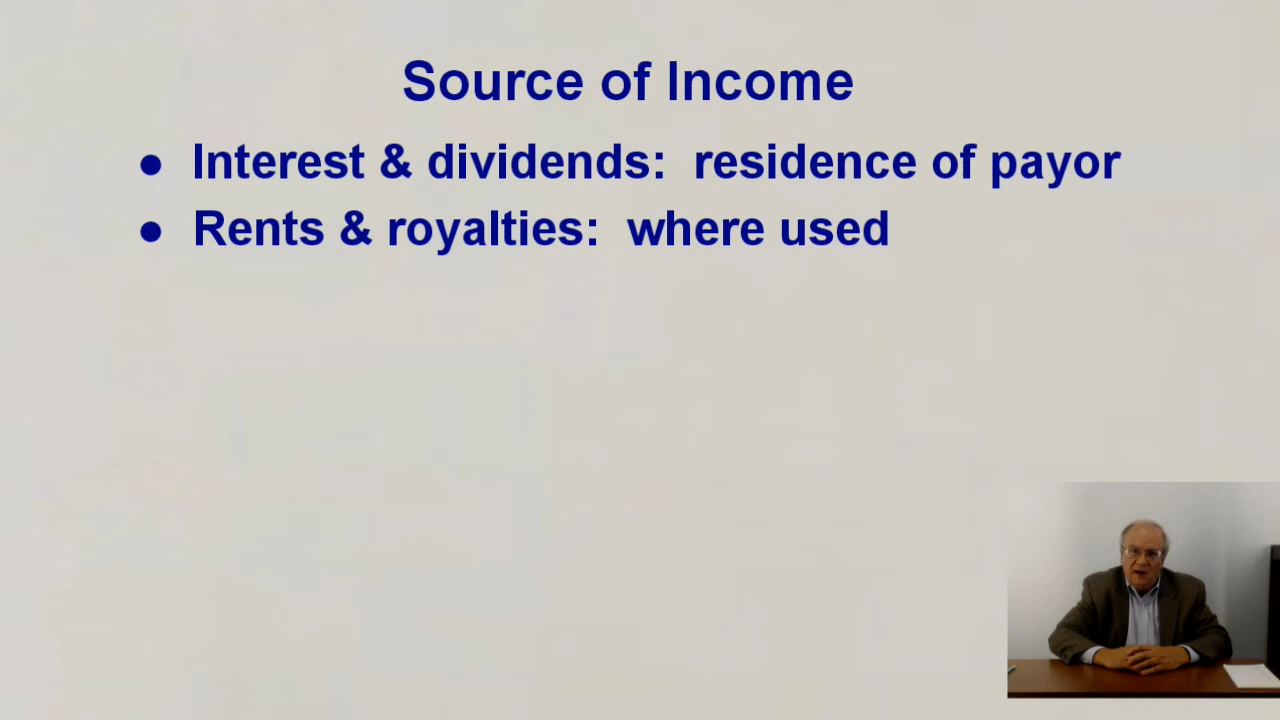 Source of Income
● Interest & dividends: residence of payor
● Rents & royalties: where used